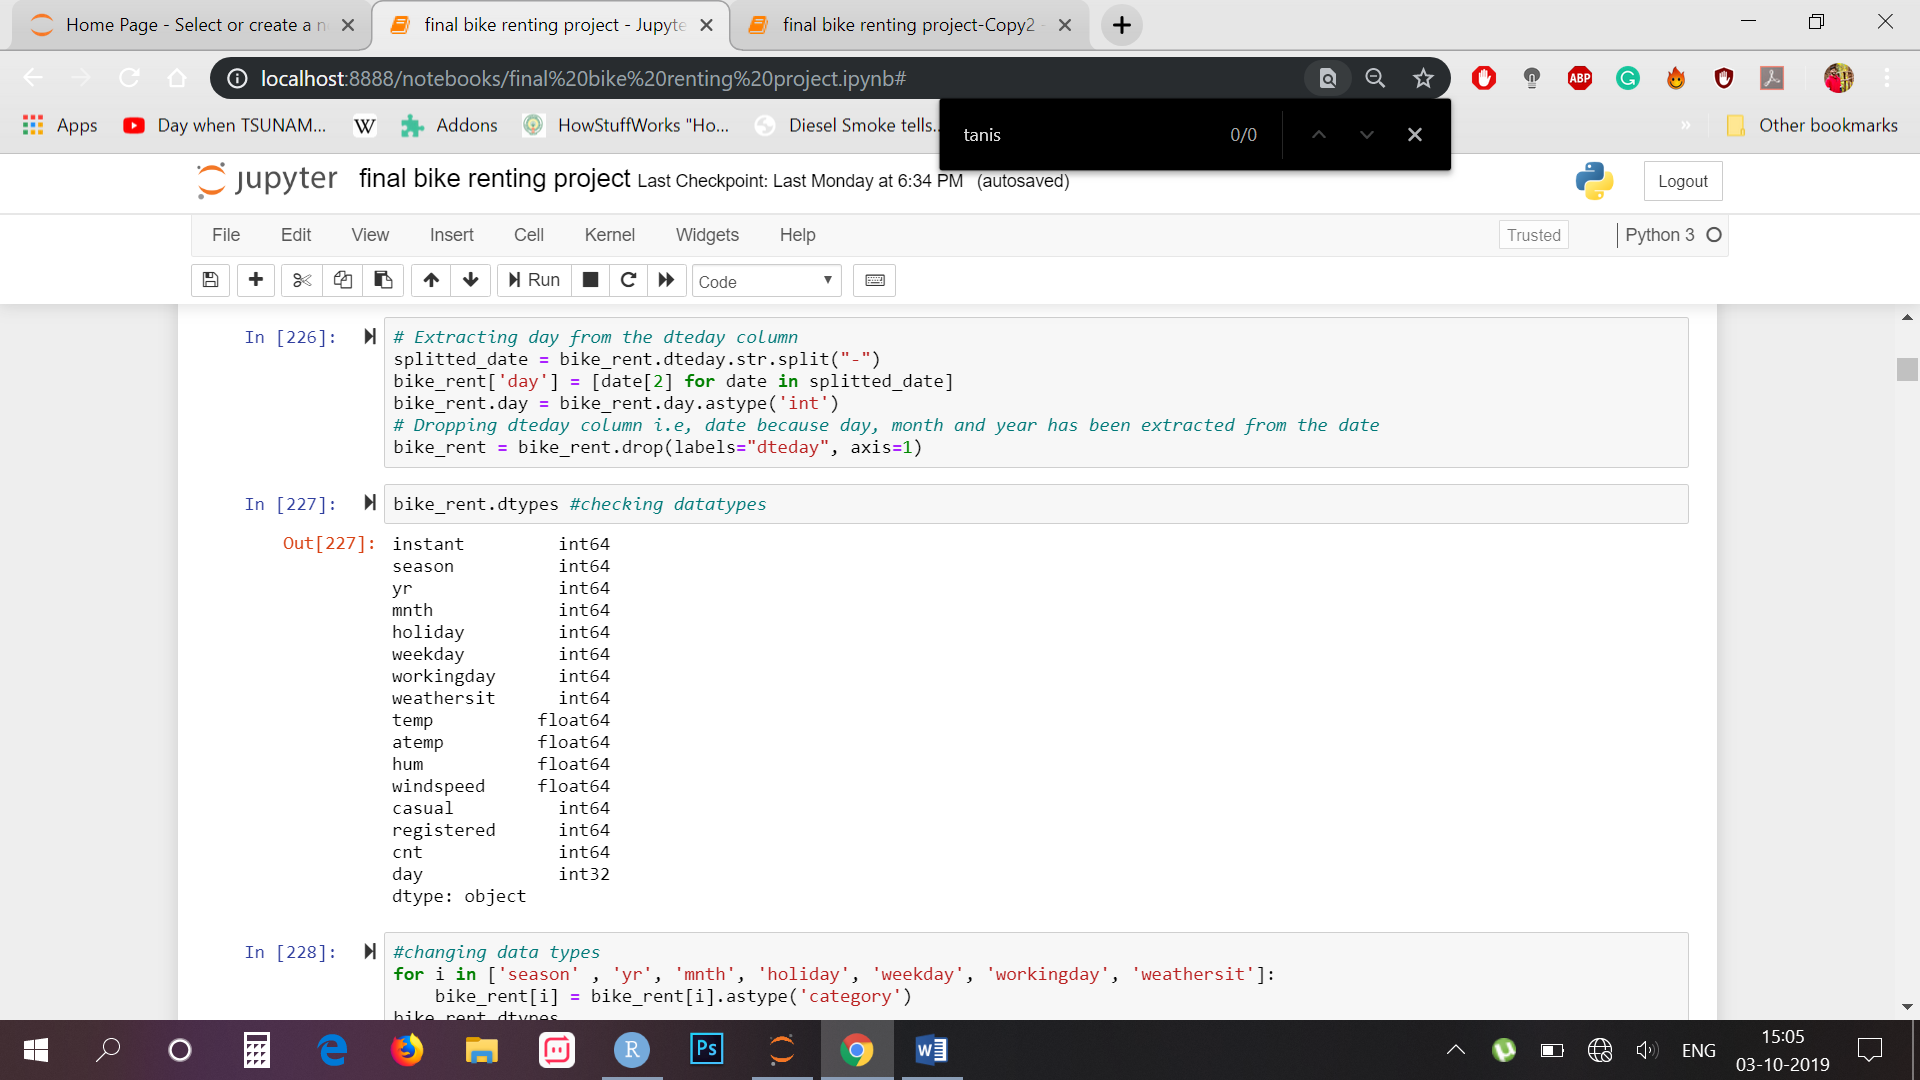 Home Page - Select or create a n
final bike renting project - Jupyte
final bike renting project-Copy2 -
localhost:8888/notebooks/final%20bike%20renting%20project.ipynb#
ABP
Apps
Day when TSUNAM...
W
Addons
HowStuffWorks "Ho...
Diesel Smoke tells...
»
Other bookmarks
tanis
0/0
jupyter
final bike renting project
Last Checkpoint: Last Monday at 6:34 PM (autosaved)
Logout
File
Edit
View
Insert
Cell
Kernel
Widgets
Help
Trusted
Python 3
Run
Code
In [226]:
# Extracting day from the dteday column
splitted_date = bike_rent.dteday.str.split("-")
bike_rent['day'] = [date[2] for date in splitted_date]
bike_rent.day = bike_rent.day.astype('int')
# Dropping dteday column i.e, date because day, month and year has been extracted from the date
bike_rent = bike_rent.drop(labels="dteday", axis=1)
In [227]:
bike_rent.dtypes #checking datatypes
Out[227]:
instant int64
season int64
yr int64
mnth int64
holiday int64
weekday int64
workingday int64
weathersit int64
temp float64
atemp float64
hum float64
windspeed float64
casual int64
registered int64
cnt int64
day int32
dtype: object
In [228]:
#changing data types
for i in ['season' , 'yr', 'mnth', 'holiday', 'weekday', 'workingday', 'weathersit']:
bike_rent[i] = bike_rent[i].astype('category')
bike_rent.dtypes
R
Ps
ENG
15:05
03-10-2019